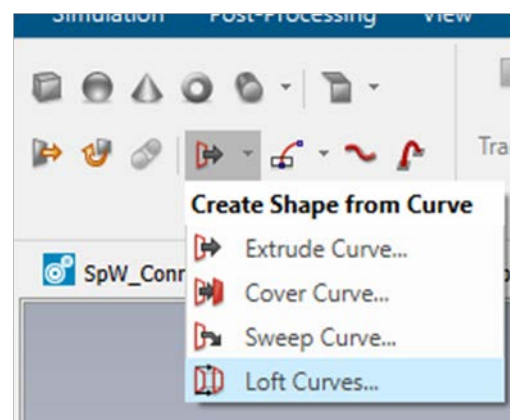 Simulation Post-Processing View
Tra
Create Shape from Curve
Extrude Curve...
SpW_Conr
Cover Curve...
Sweep Curve...
Loft Curves...